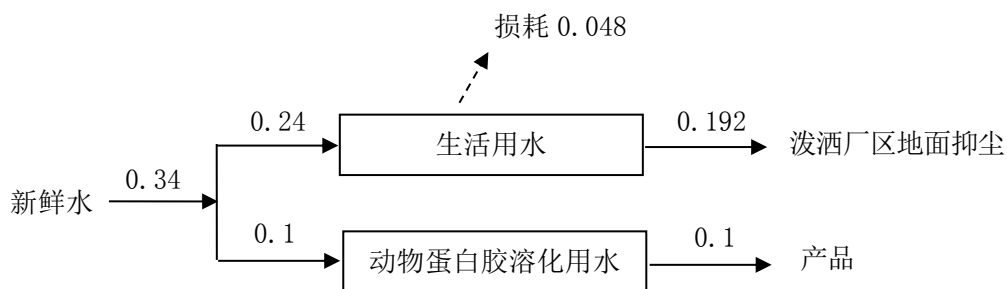 损耗 0.048
0.24
生活用水
0.192
泼洒厂区地面抑尘
新鲜水
0.34
0.1
动物蛋白胶溶化用水
0.1
产品